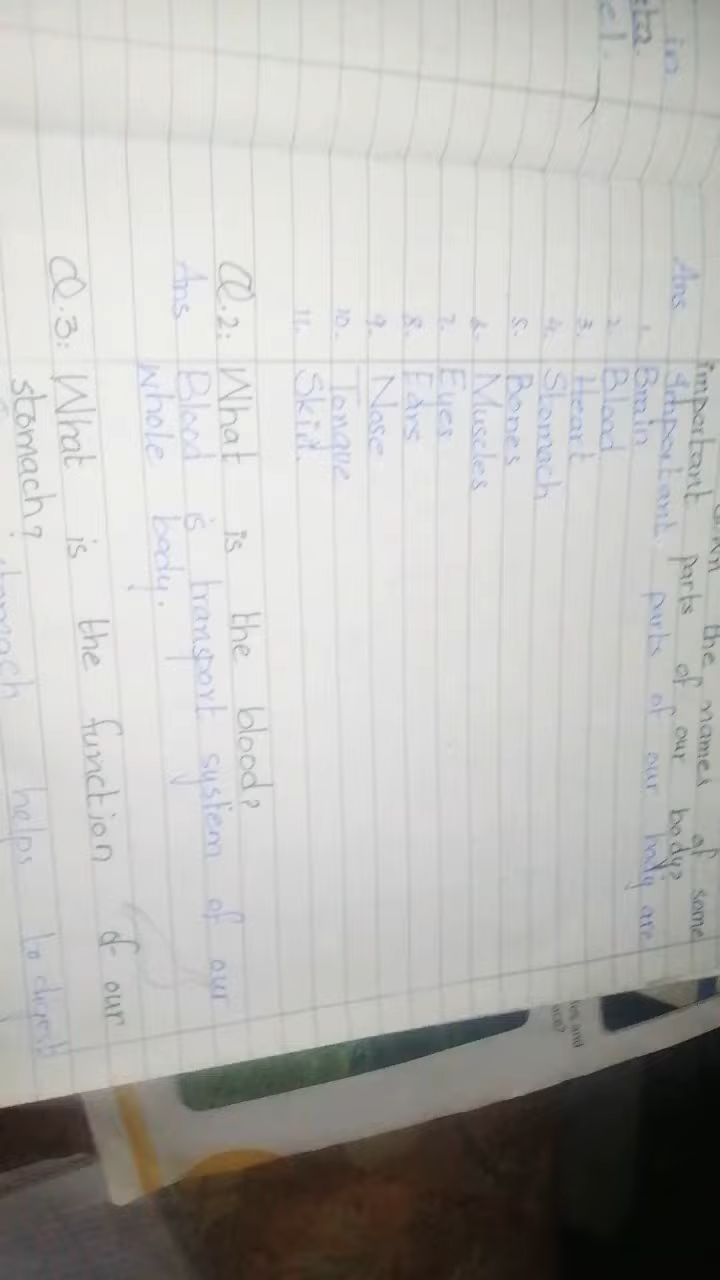 in
el.
the names of some
important parts of our body?
Ans Important parts of our body are
1. Brain
2. Blood
3. Heart
4. Stomach
5. Bones
6. Muscles
7. Eyes
8. Ears
9. Nose
10. Tongue
11. Skin.
Q.2: What is the blood?
Ans Blood is transport system of our
whole body.
Q.3: What is the function of our
stomach?
stomach helps to digest